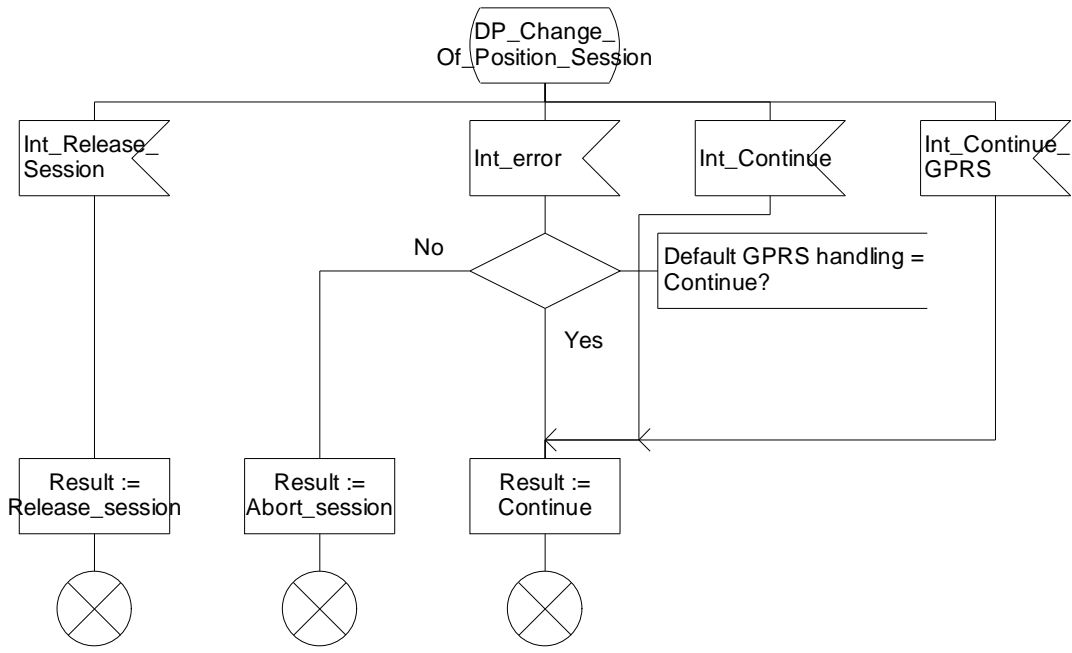 DP_Change_
Of_Position_Session
Int_Release_
Session
Int_error
Int_Continue
Int_Continue_
GPRS
No
Default GPRS handling =
Continue?
Yes
Result :=
Release_session
Result :=
Abort_session
Result :=
Continue